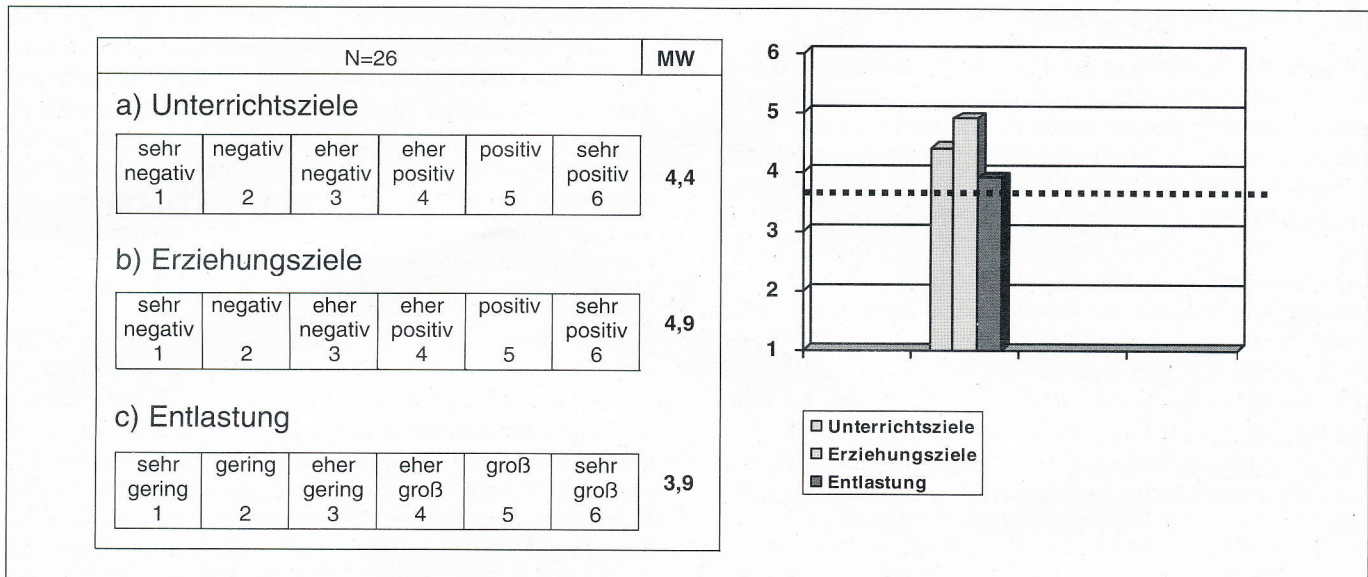 N=26 MW
a) Unterrichtsziele
sehr negativ eher eher positiv sehr
negativ negativ positiv positiv
1 2 3 4 5 6
4,4
b) Erziehungsziele
sehr negativ eher eher positiv sehr
negativ negativ positiv positiv
1 2 3 4 5 6
4,9
c) Entlastung
sehr gering eher eher groß sehr
gering gering groß groß
1 2 3 4 5 6
3,9
6
5
4
3
2
1
Unterrichtsziele
Erziehungsziele
Entlastung